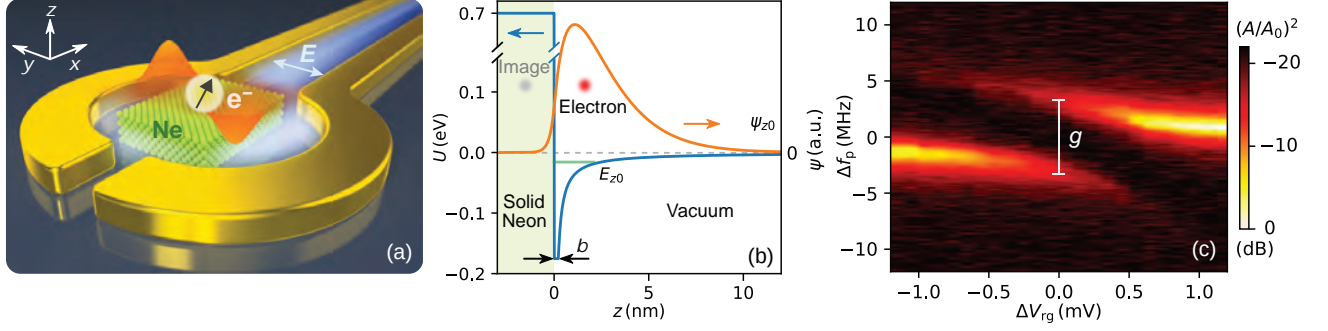 z
y
x
E
e⁻
Ne
(a)
0.7
0.1
0.0
−0.1
−0.2
U (eV)
Image
Electron
ψz0
0
ψ (a.u.)
Ez0
Solid
Neon
Vacuum
b
(b)
0
5
10
z (nm)
10
5
0
−5
−10
Δfp (MHz)
g
(c)
−1.0
−0.5
0.0
0.5
1.0
ΔVrg (mV)
(A/A0)²
−20
−10
0
(dB)